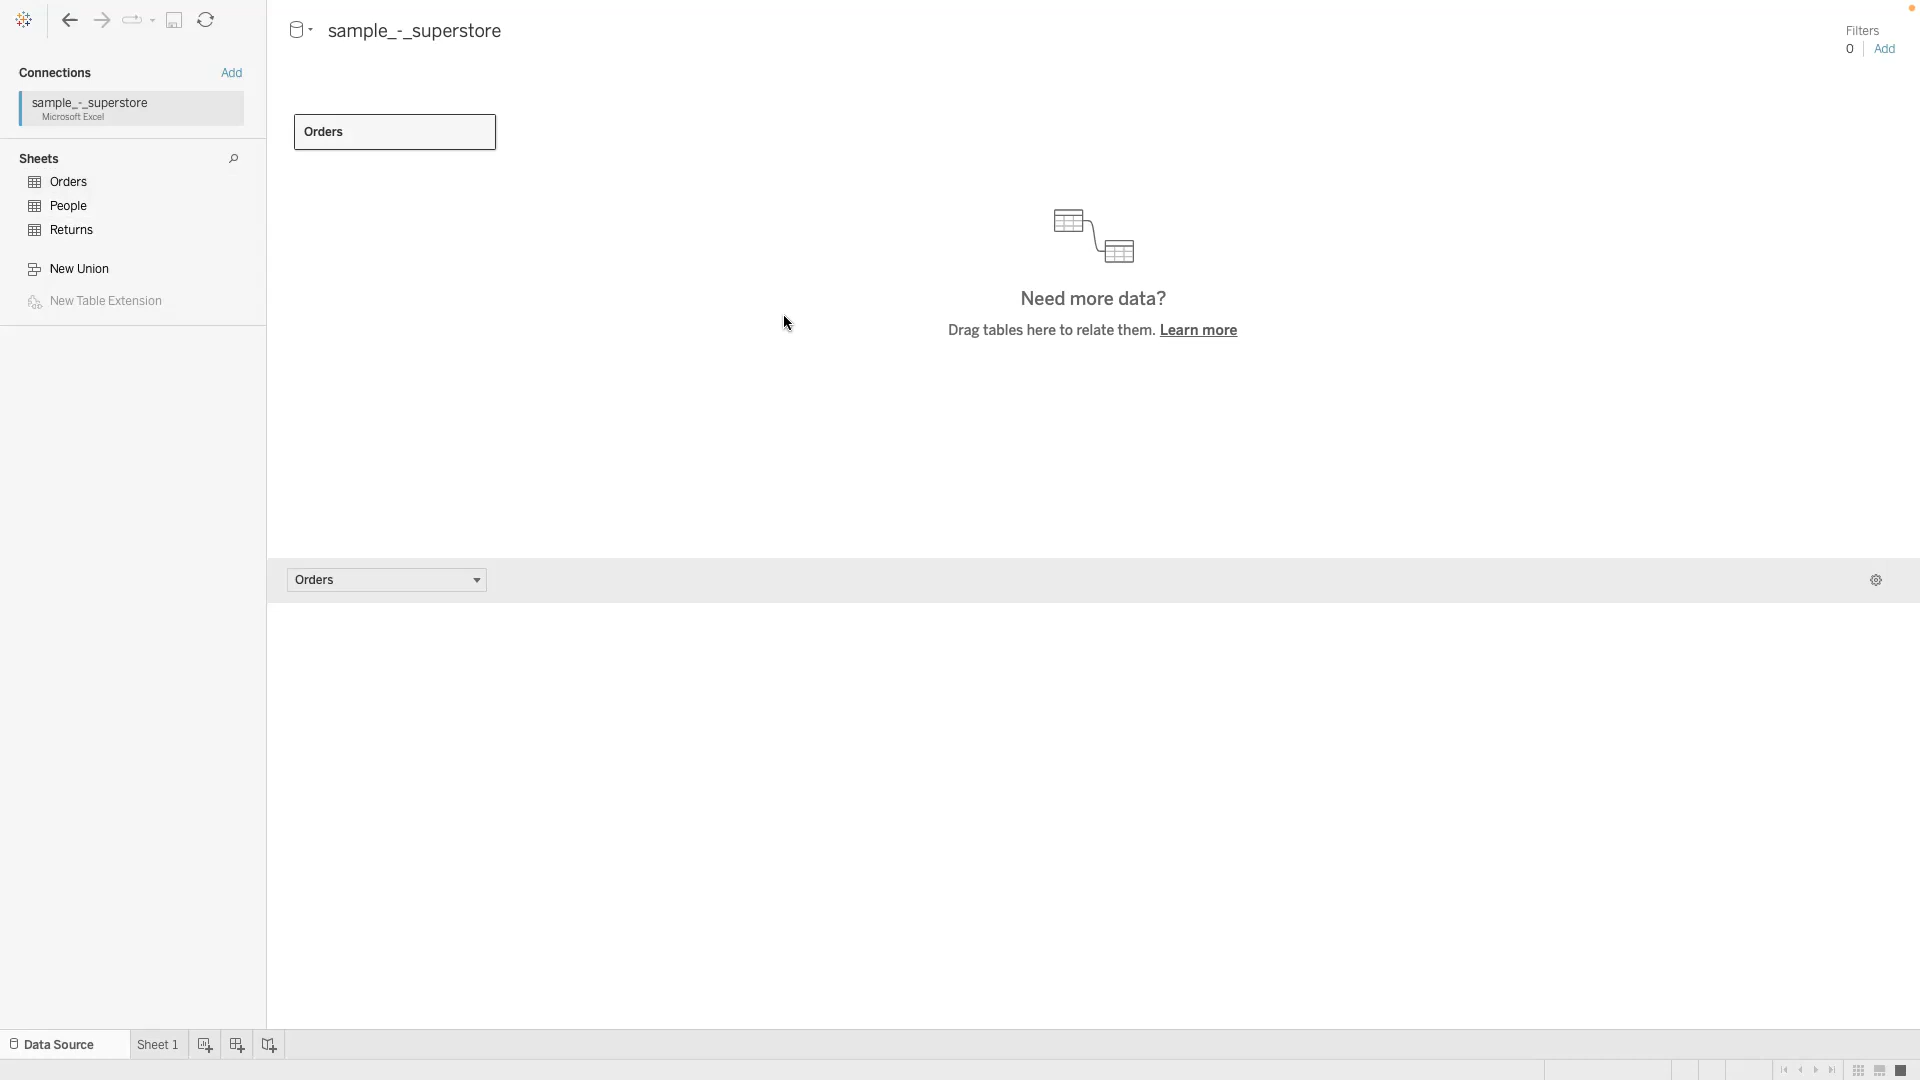 sample_-_superstore
Filters
0 Add
Connections Add
sample_-_superstore
Microsoft Excel
Orders
Sheets
Orders
People
Returns
New Union
New Table Extension
Need more data?
Drag tables here to relate them. Learn more
Orders
Data Source
Sheet 1